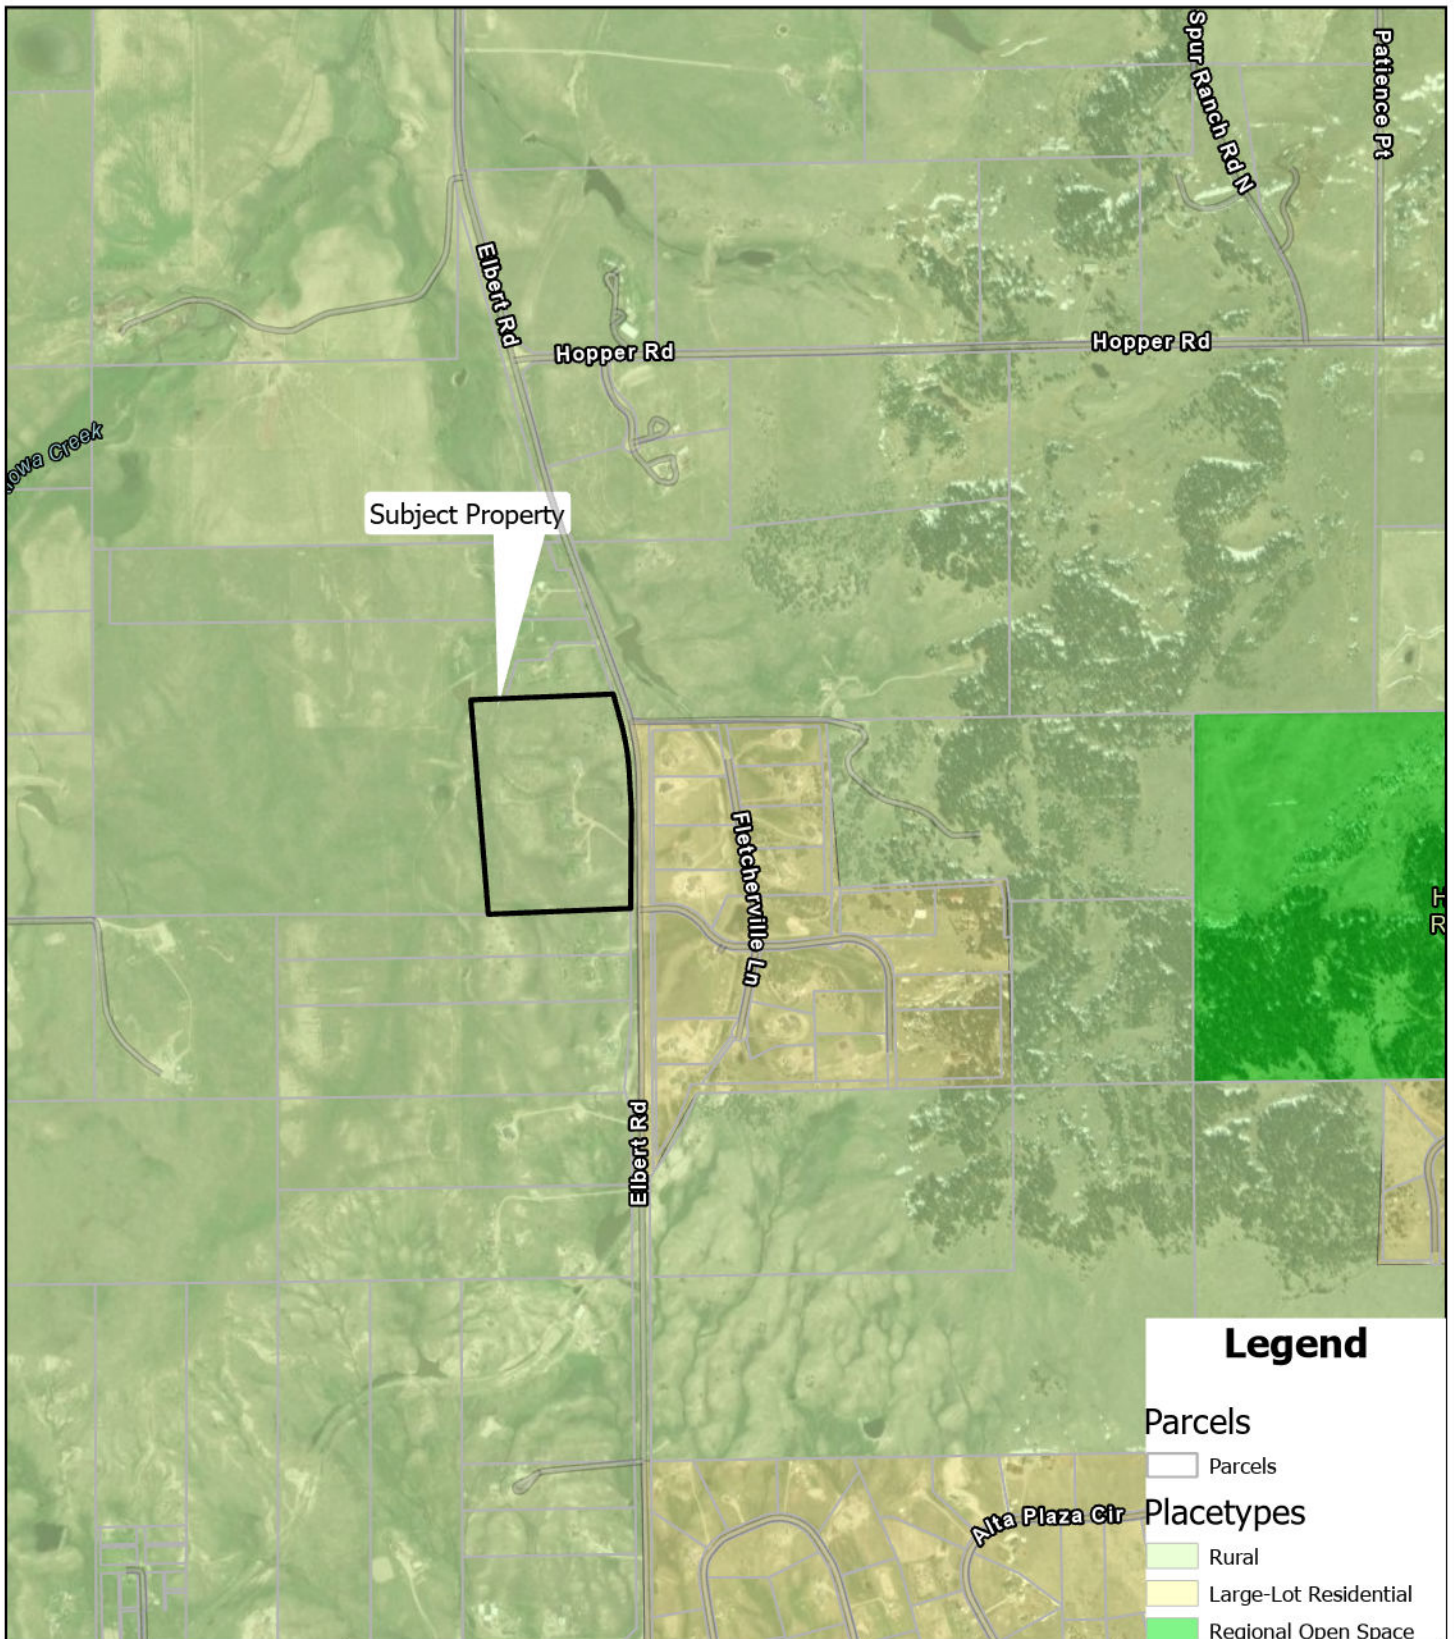 Spur Ranch Rd N
Patience Pt
Elbert Rd
Hopper Rd
Hopper Rd
Creek
Subject Property
Fletcherville Ln
Elbert Rd
Alta Plaza Cir
Legend
Parcels
Parcels
Placetypes
Rural
Large-Lot Residential
Regional Open Space